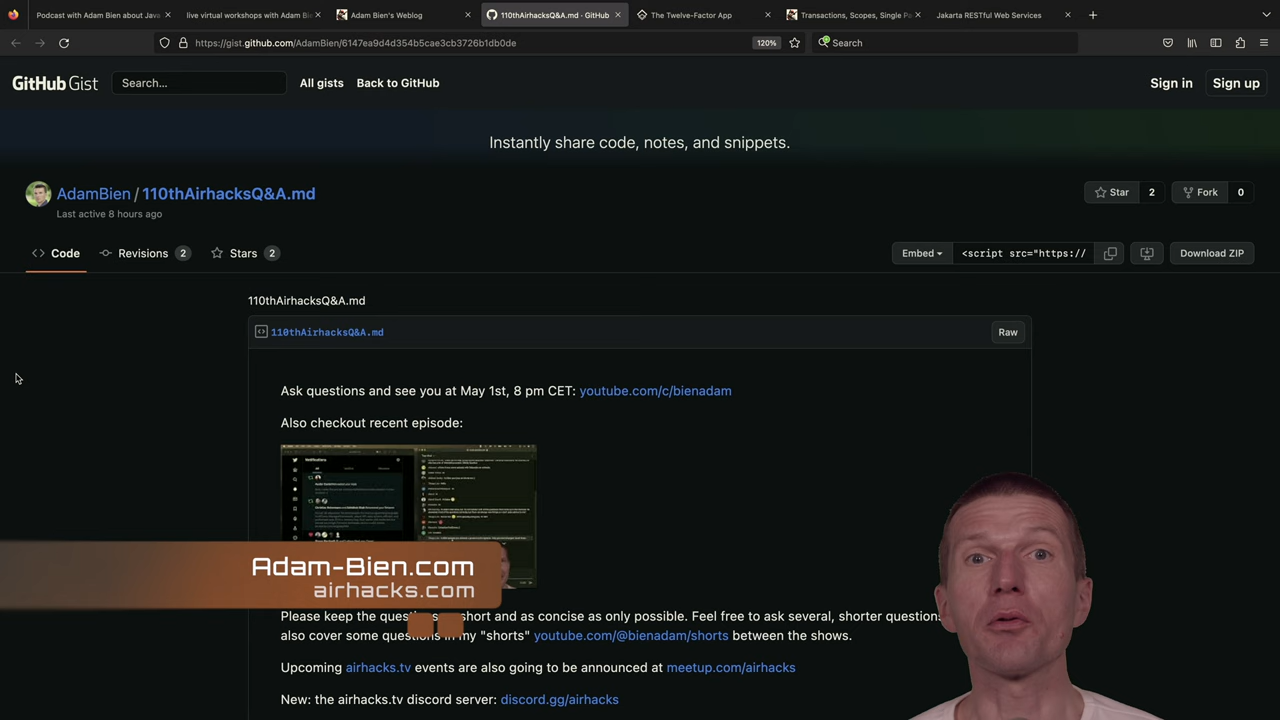 Podcast with Adam Bien about Java
live virtual workshops with Adam Bi
Adam Bien's Weblog
110thAirhacksQ&A.md · GitHub
The Twelve-Factor App
Transactions, Scopes, Single P
Jakarta RESTful Web Services
https://gist.github.com/AdamBien/6147ea9d4d354b5cae3cb3726b1db0de
120%
Search
GitHub Gist
Search...
All gists
Back to GitHub
Sign in
Sign up
Instantly share code, notes, and snippets.
AdamBien / 110thAirhacksQ&A.md
Last active 8 hours ago
Star 2
Fork 0
Code
Revisions 2
Stars 2
Embed
<script src="https://
Download ZIP
110thAirhacksQ&A.md
110thAirhacksQ&A.md
Raw
Ask questions and see you at May 1st, 8 pm CET: youtube.com/c/bienadam
Also checkout recent episode:
Adam-Bien.com
airhacks.com
Please keep the questions short and as concise as only possible. Feel free to ask several, shorter question
also cover some questions in my "shorts" youtube.com/@bienadam/shorts between the shows.
Upcoming airhacks.tv events are also going to be announced at meetup.com/airhacks
New: the airhacks.tv discord server: discord.gg/airhacks